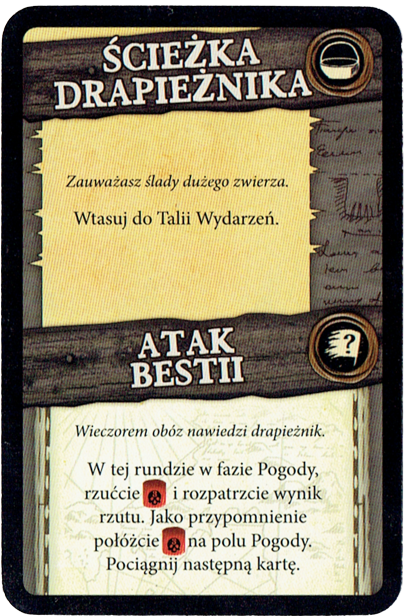 ŚCIEŻKA
DRAPIEŻNIKA
Zauważasz ślady dużego zwierza.
Wtasuj do Talii Wydarzeń.
ATAK
BESTII
?
Wieczorem obóz nawiedzi drapieżnik.
W tej rundzie w fazie Pogody,
rzućcie i rozpatrzcie wynik
rzutu. Jako przypomnienie
połóżcie na polu Pogody.
Pociągnij następną kartę.